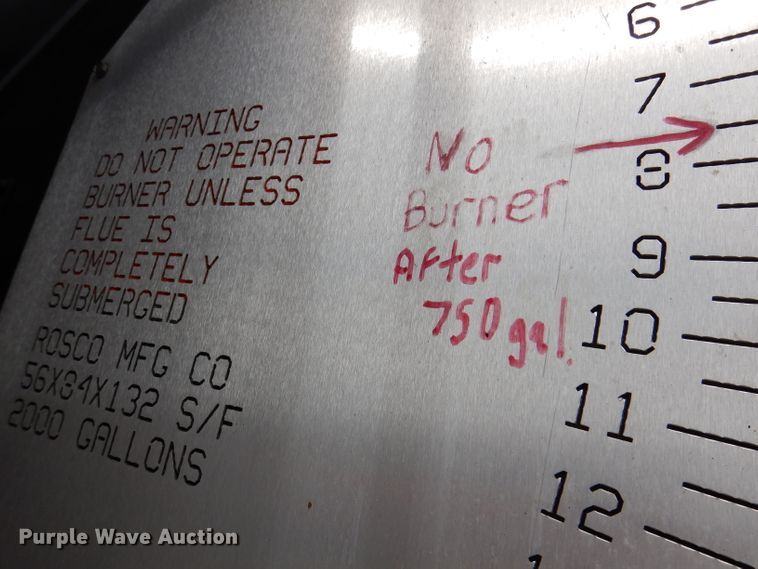 WARNING
DO NOT OPERATE
BURNER UNLESS
FLUE IS
COMPLETELY
SUBMERGED
ROSCO MFG CO
56X84X132 S/F
2000 GALLONS
No
Burner
After
750 gal.
6
7
8
9
10
11
12
Purple Wave Auction